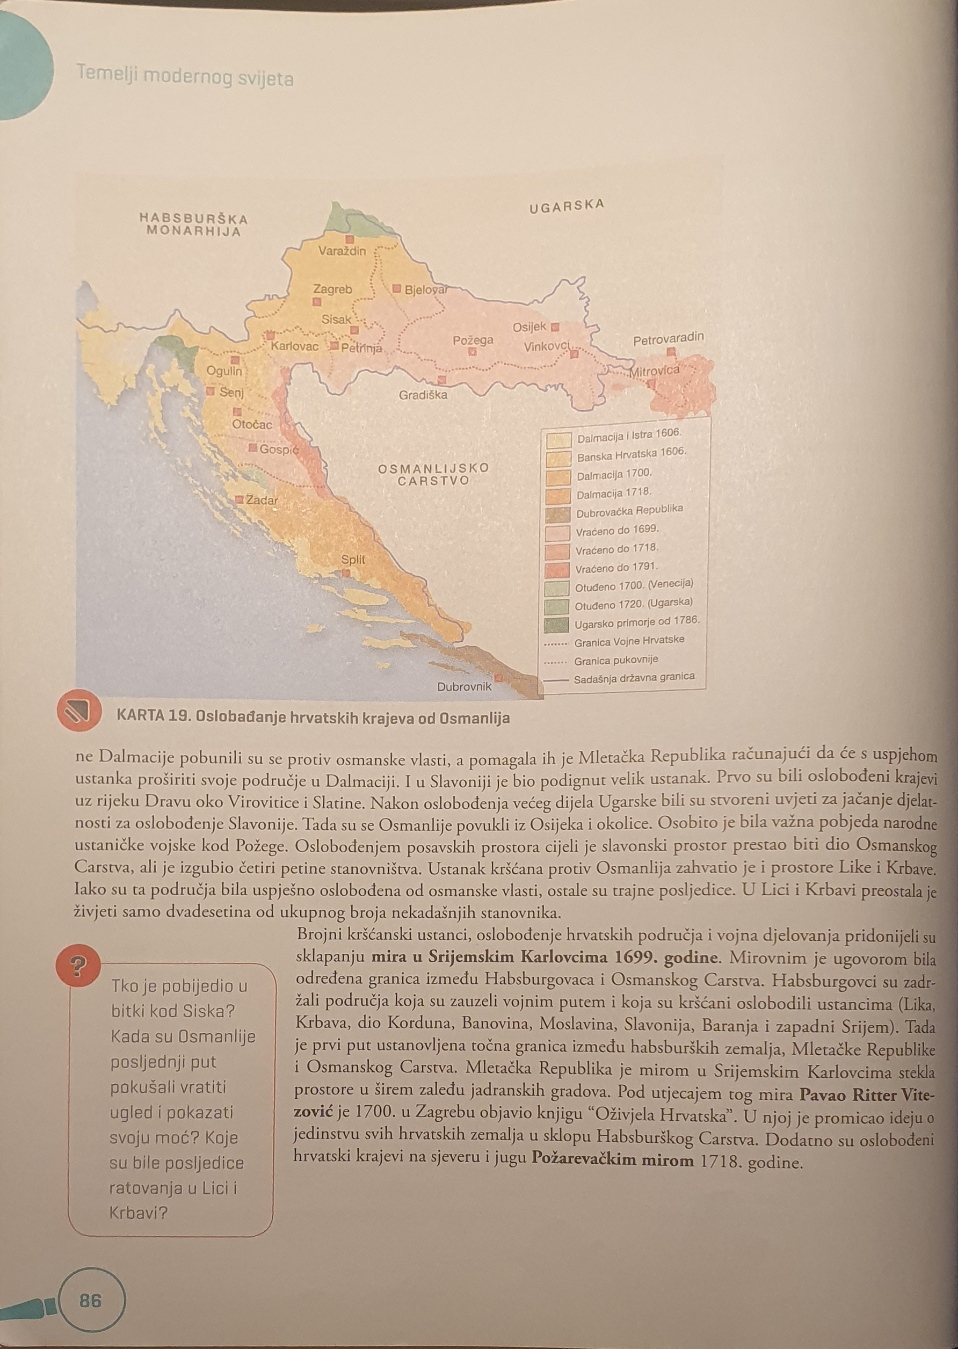 Temelji modernog svijeta
HABSBURŠKA
MONARHIJA
UGARSKA
Varaždin
Zagreb
Bjelovar
Sisak
Osijek
Petrovaradin
Karlovac
Petrinja
Požega
Vinkovci
Ogulin
Mitrovica
Senj
Gradiška
Otočac
Gospić
OSMANLIJSKO
CARSTVO
Zadar
Split
Dubrovnik
Dalmacija i Istra 1606.
Banska Hrvatska 1606.
Dalmacija 1700.
Dalmacija 1718.
Dubrovačka Republika
Vraćeno do 1699.
Vraćeno do 1718.
Vraćeno do 1791.
Otuđeno 1700. (Venecija)
Otuđeno 1720. (Ugarska)
Ugarsko primorje od 1786.
Granica Vojne Hrvatske
Granica pukovnije
Sadašnja državna granica
KARTA 19. Oslobađanje hrvatskih krajeva od Osmanlija
ne Dalmacije pobunili su se protiv osmanske vlasti, a pomagala ih je Mletačka Republika računajući da će s uspjehom
ustanka proširiti svoje područje u Dalmaciji. I u Slavoniji je bio podignut velik ustanak. Prvo su bili oslobođeni krajevi
uz rijeku Dravu oko Virovitice i Slatine. Nakon oslobođenja većeg dijela Ugarske bili su stvoreni uvjeti za jačanje djelat-
nosti za oslobođenje Slavonije. Tada su se Osmanlije povukli iz Osijeka i okolice. Osobito je bila važna pobjeda narodne
ustaničke vojske kod Požege. Oslobođenjem posavskih prostora cijeli je slavonski prostor prestao biti dio Osmanskog
Carstva, ali je izgubio četiri petine stanovništva. Ustanak kršćana protiv Osmanlija zahvatio je i prostore Like i Krbave.
Iako su ta područja bila uspješno oslobođena od osmanske vlasti, ostale su trajne posljedice. U Lici i Krbavi preostala je
živjeti samo dvadesetina od ukupnog broja nekadašnjih stanovnika.
Brojni kršćanski ustanci, oslobođenje hrvatskih područja i vojna djelovanja pridonijeli su
sklapanju mira u Srijemskim Karlovcima 1699. godine. Mirovnim je ugovorom bila
određena granica između Habsburgovaca i Osmanskog Carstva. Habsburgovci su zadr-
žali područja koja su zauzeli vojnim putem i koja su kršćani oslobodili ustancima (Lika,
Krbava, dio Korduna, Banovina, Moslavina, Slavonija, Baranja i zapadni Srijem). Tada
je prvi put ustanovljena točna granica između habsburških zemalja, Mletačke Republike
i Osmanskog Carstva. Mletačka Republika je mirom u Srijemskim Karlovcima stekla
prostore u širem zaleđu jadranskih gradova. Pod utjecajem tog mira Pavao Ritter Vite-
zović je 1700. u Zagrebu objavio knjigu “Oživjela Hrvatska”. U njoj je promicao ideju o
jedinstvu svih hrvatskih zemalja u sklopu Habsburškog Carstva. Dodatno su oslobođeni
hrvatski krajevi na sjeveru i jugu Požarevačkim mirom 1718. godine.
?
Tko je pobijedio u
bitki kod Siska?
Kada su Osmanlije
posljednji put
pokušali vratiti
ugled i pokazati
svoju moć? Koje
su bile posljedice
ratovanja u Lici i
Krbavi?
86